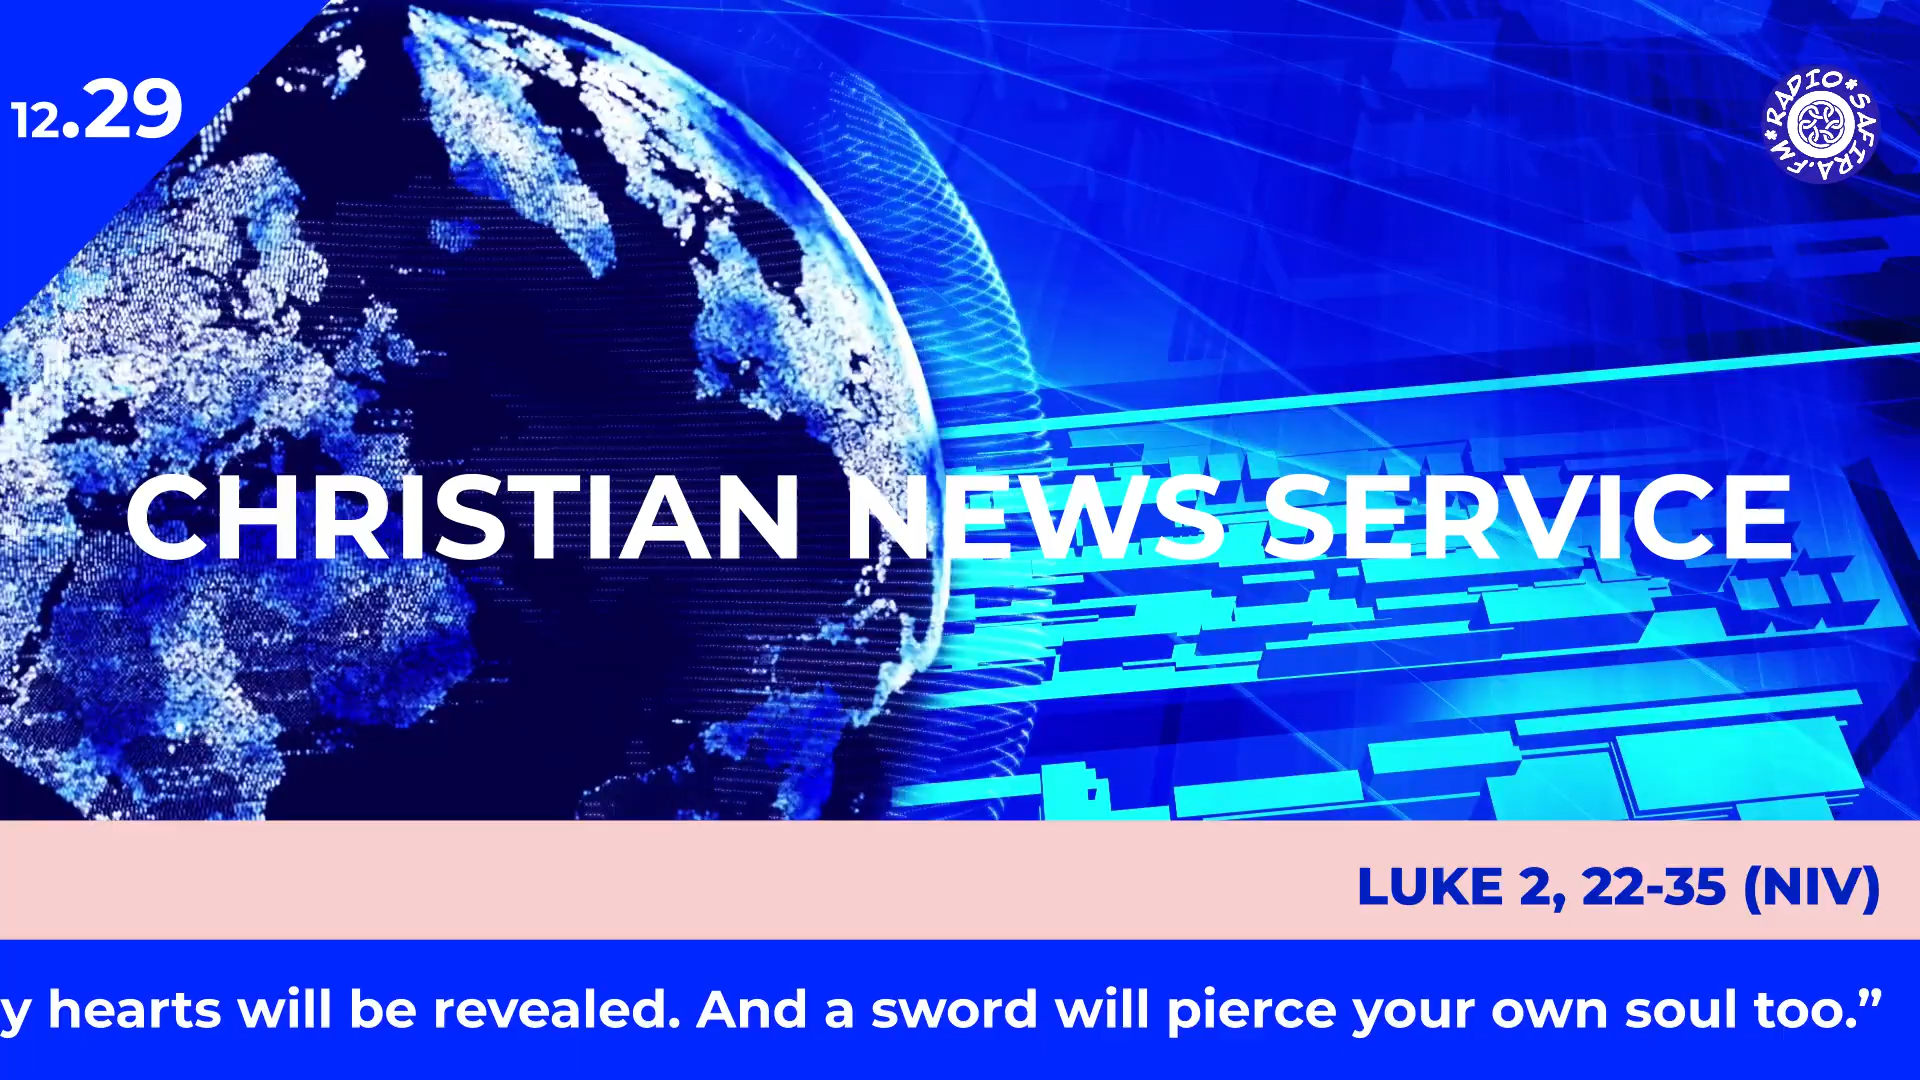 12.29
*RADIO*SAFIRA.FM
CHRISTIAN NEWS SERVICE
LUKE 2, 22-35 (NIV)
y hearts will be revealed. And a sword will pierce your own soul too.”